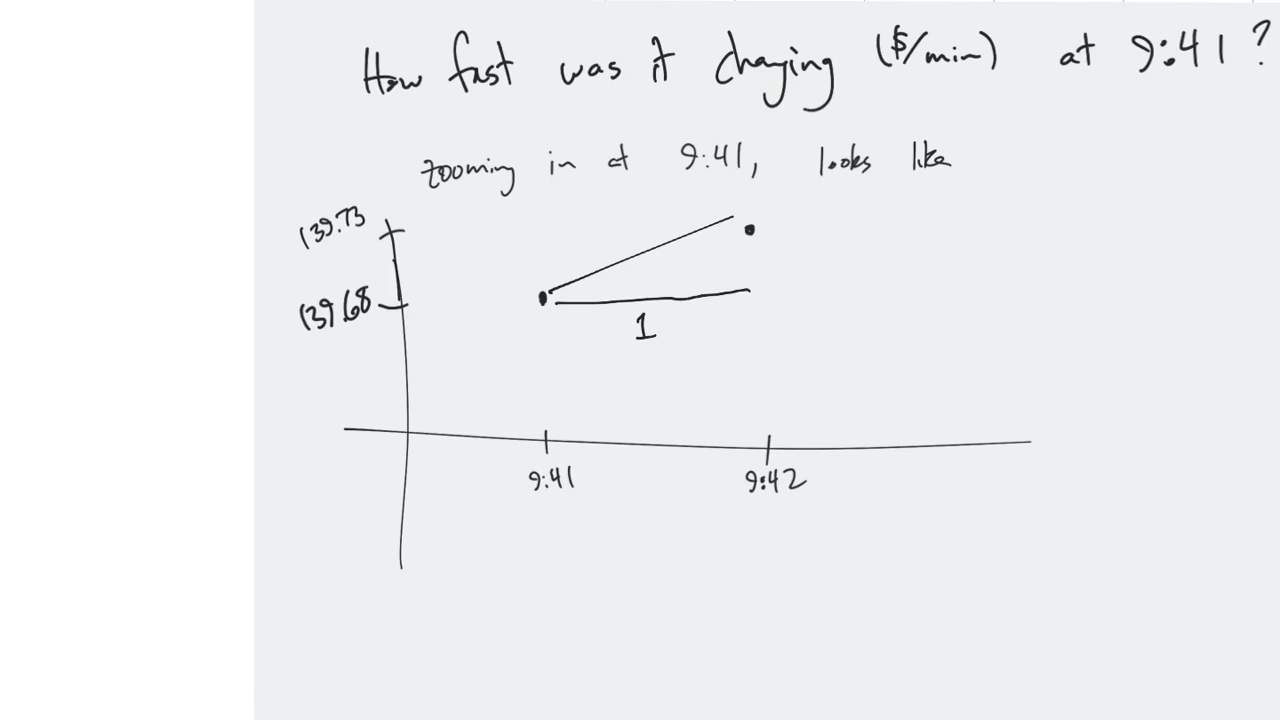 How fast was it changing ($/min) at 9:41?
zooming in at 9:41, looks like
139.73
139.68
1
9:41 9:42